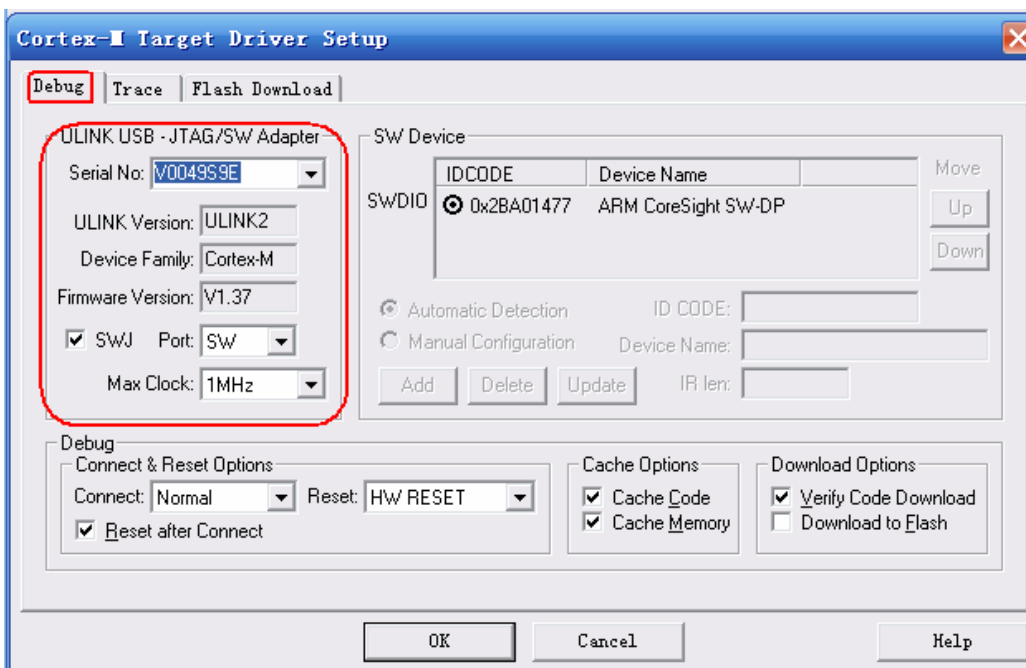 Cortex-M Target Driver Setup
Debug Trace Flash Download
ULINK USB - JTAG/SW Adapter
Serial No: V0049S9E
ULINK Version: ULINK2
Device Family: Cortex-M
Firmware Version: V1.37
SWJ Port: SW
Max Clock: 1MHz
SW Device
IDCODE Device Name
SWDIO 0x2BA01477 ARM CoreSight SW-DP
Move
Up
Down
Automatic Detection ID CODE:
Manual Configuration Device Name:
Add Delete Update IR len:
Debug
Connect & Reset Options
Connect: Normal Reset: HW RESET
Reset after Connect
Cache Options
Cache Code
Cache Memory
Download Options
Verify Code Download
Download to Flash
OK Cancel Help